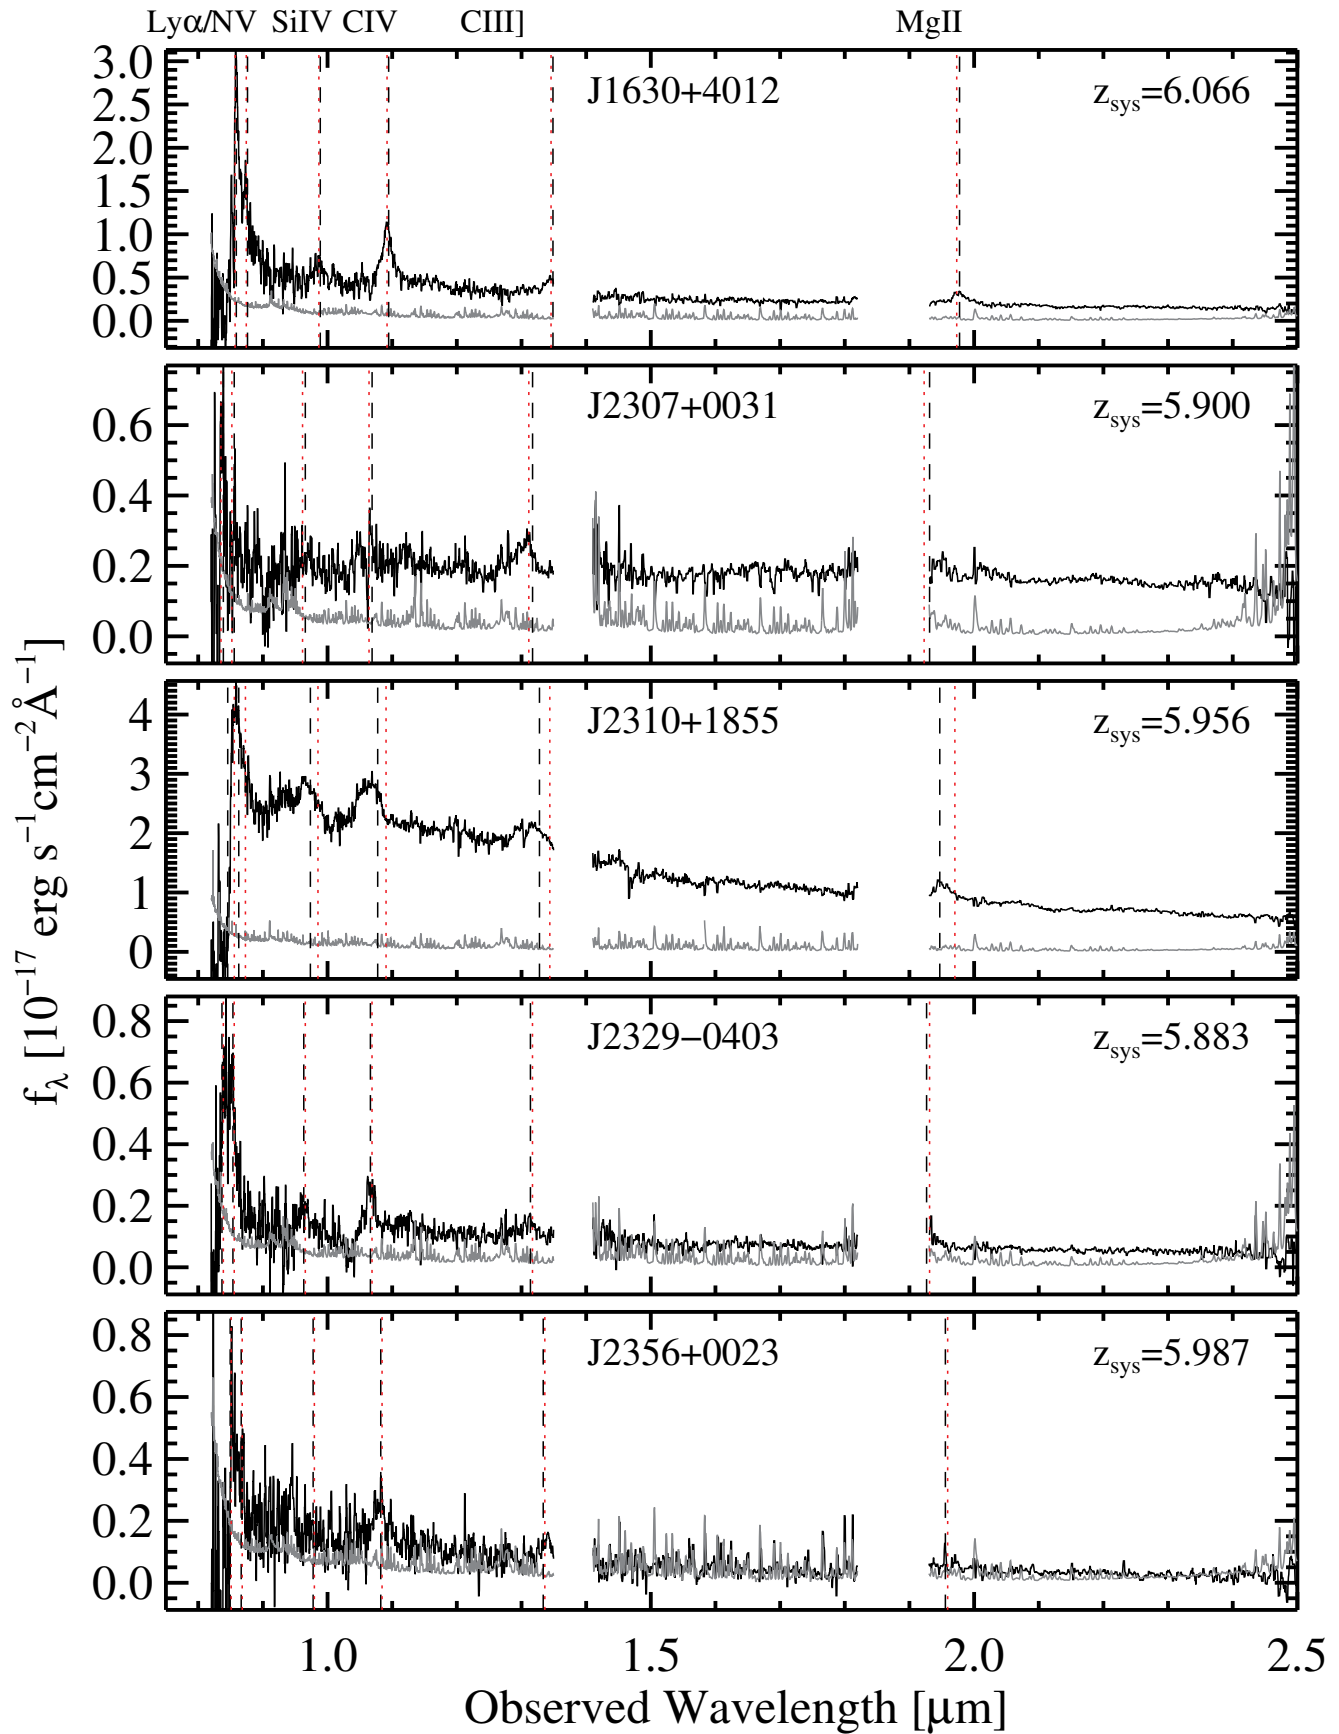 Lyα/NV SiIV CIV CIII] MgII
J1630+4012 z_sys=6.066
3.0
2.5
2.0
1.5
1.0
0.5
0.0
J2307+0031 z_sys=5.900
0.6
0.4
0.2
0.0
J2310+1855 z_sys=5.956
4
3
2
1
0
J2329−0403 z_sys=5.883
0.8
0.6
0.4
0.2
0.0
J2356+0023 z_sys=5.987
0.8
0.6
0.4
0.2
0.0
f_λ [10⁻¹⁷ erg s⁻¹cm⁻²Å⁻¹]
1.0 1.5 2.0 2.5
Observed Wavelength [μm]